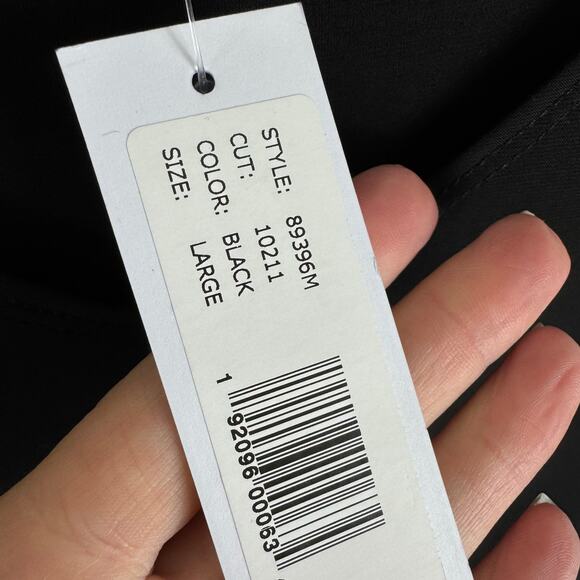 STYLE: 89396M
CUT: 10211
COLOR: BLACK
SIZE: LARGE
1 92096 00063